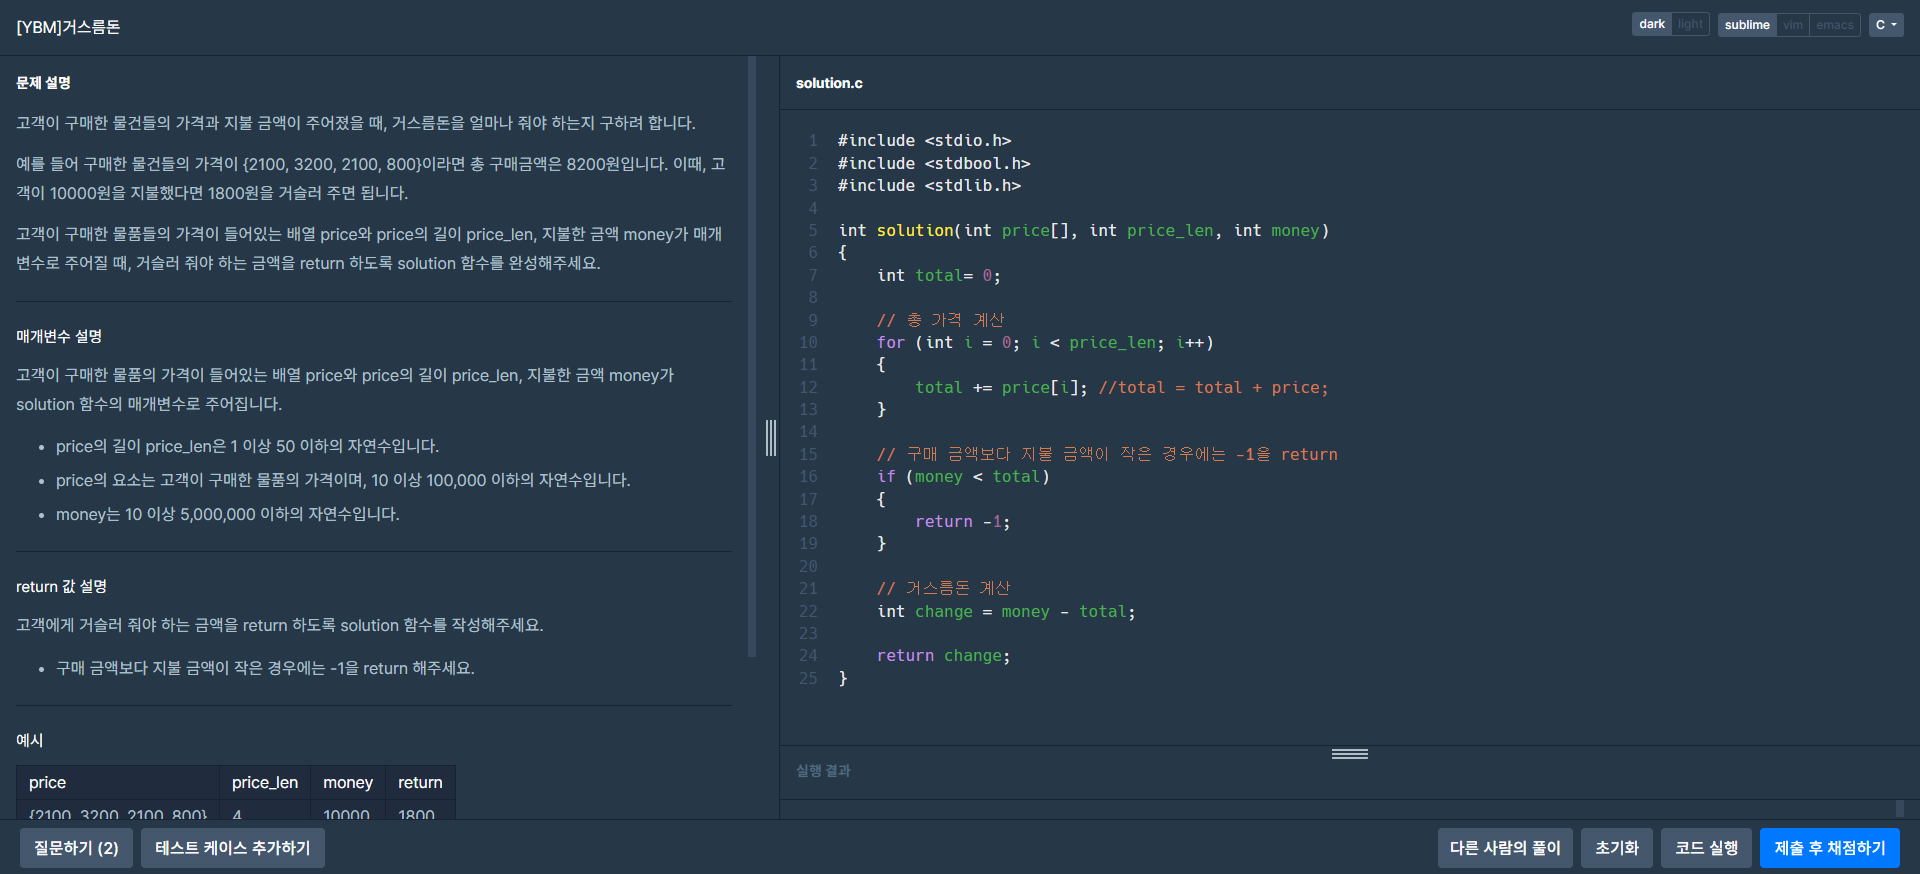 [YBM]거스름돈
dark light sublime vim emacs C
문제 설명
고객이 구매한 물건들의 가격과 지불 금액이 주어졌을 때, 거스름돈을 얼마나 줘야 하는지 구하려 합니다.
예를 들어 구매한 물건들의 가격이 {2100, 3200, 2100, 800}이라면 총 구매금액은 8200원입니다. 이때, 고
객이 10000원을 지불했다면 1800원을 거슬러 주면 됩니다.
고객이 구매한 물품들의 가격이 들어있는 배열 price와 price의 길이 price_len, 지불한 금액 money가 매개
변수로 주어질 때, 거슬러 줘야 하는 금액을 return 하도록 solution 함수를 완성해주세요.
매개변수 설명
고객이 구매한 물품의 가격이 들어있는 배열 price와 price의 길이 price_len, 지불한 금액 money가
solution 함수의 매개변수로 주어집니다.
• price의 길이 price_len은 1 이상 50 이하의 자연수입니다.
• price의 요소는 고객이 구매한 물품의 가격이며, 10 이상 100,000 이하의 자연수입니다.
• money는 10 이상 5,000,000 이하의 자연수입니다.
return 값 설명
고객에게 거슬러 줘야 하는 금액을 return 하도록 solution 함수를 작성해주세요.
• 구매 금액보다 지불 금액이 작은 경우에는 -1을 return 해주세요.
예시
price price_len money return
{2100, 3200, 2100, 800} 4 10000 1800
solution.c
1 #include <stdio.h>
2 #include <stdbool.h>
3 #include <stdlib.h>
4
5 int solution(int price[], int price_len, int money)
6 {
7     int total= 0;
8
9     // 총 가격 계산
10     for (int i = 0; i < price_len; i++)
11     {
12         total += price[i]; //total = total + price;
13     }
14
15     // 구매 금액보다 지불 금액이 작은 경우에는 -1을 return
16     if (money < total)
17     {
18         return -1;
19     }
20
21     // 거스름돈 계산
22     int change = money - total;
23
24     return change;
25 }
실행 결과
질문하기 (2) 테스트 케이스 추가하기 다른 사람의 풀이 초기화 코드 실행 제출 후 채점하기